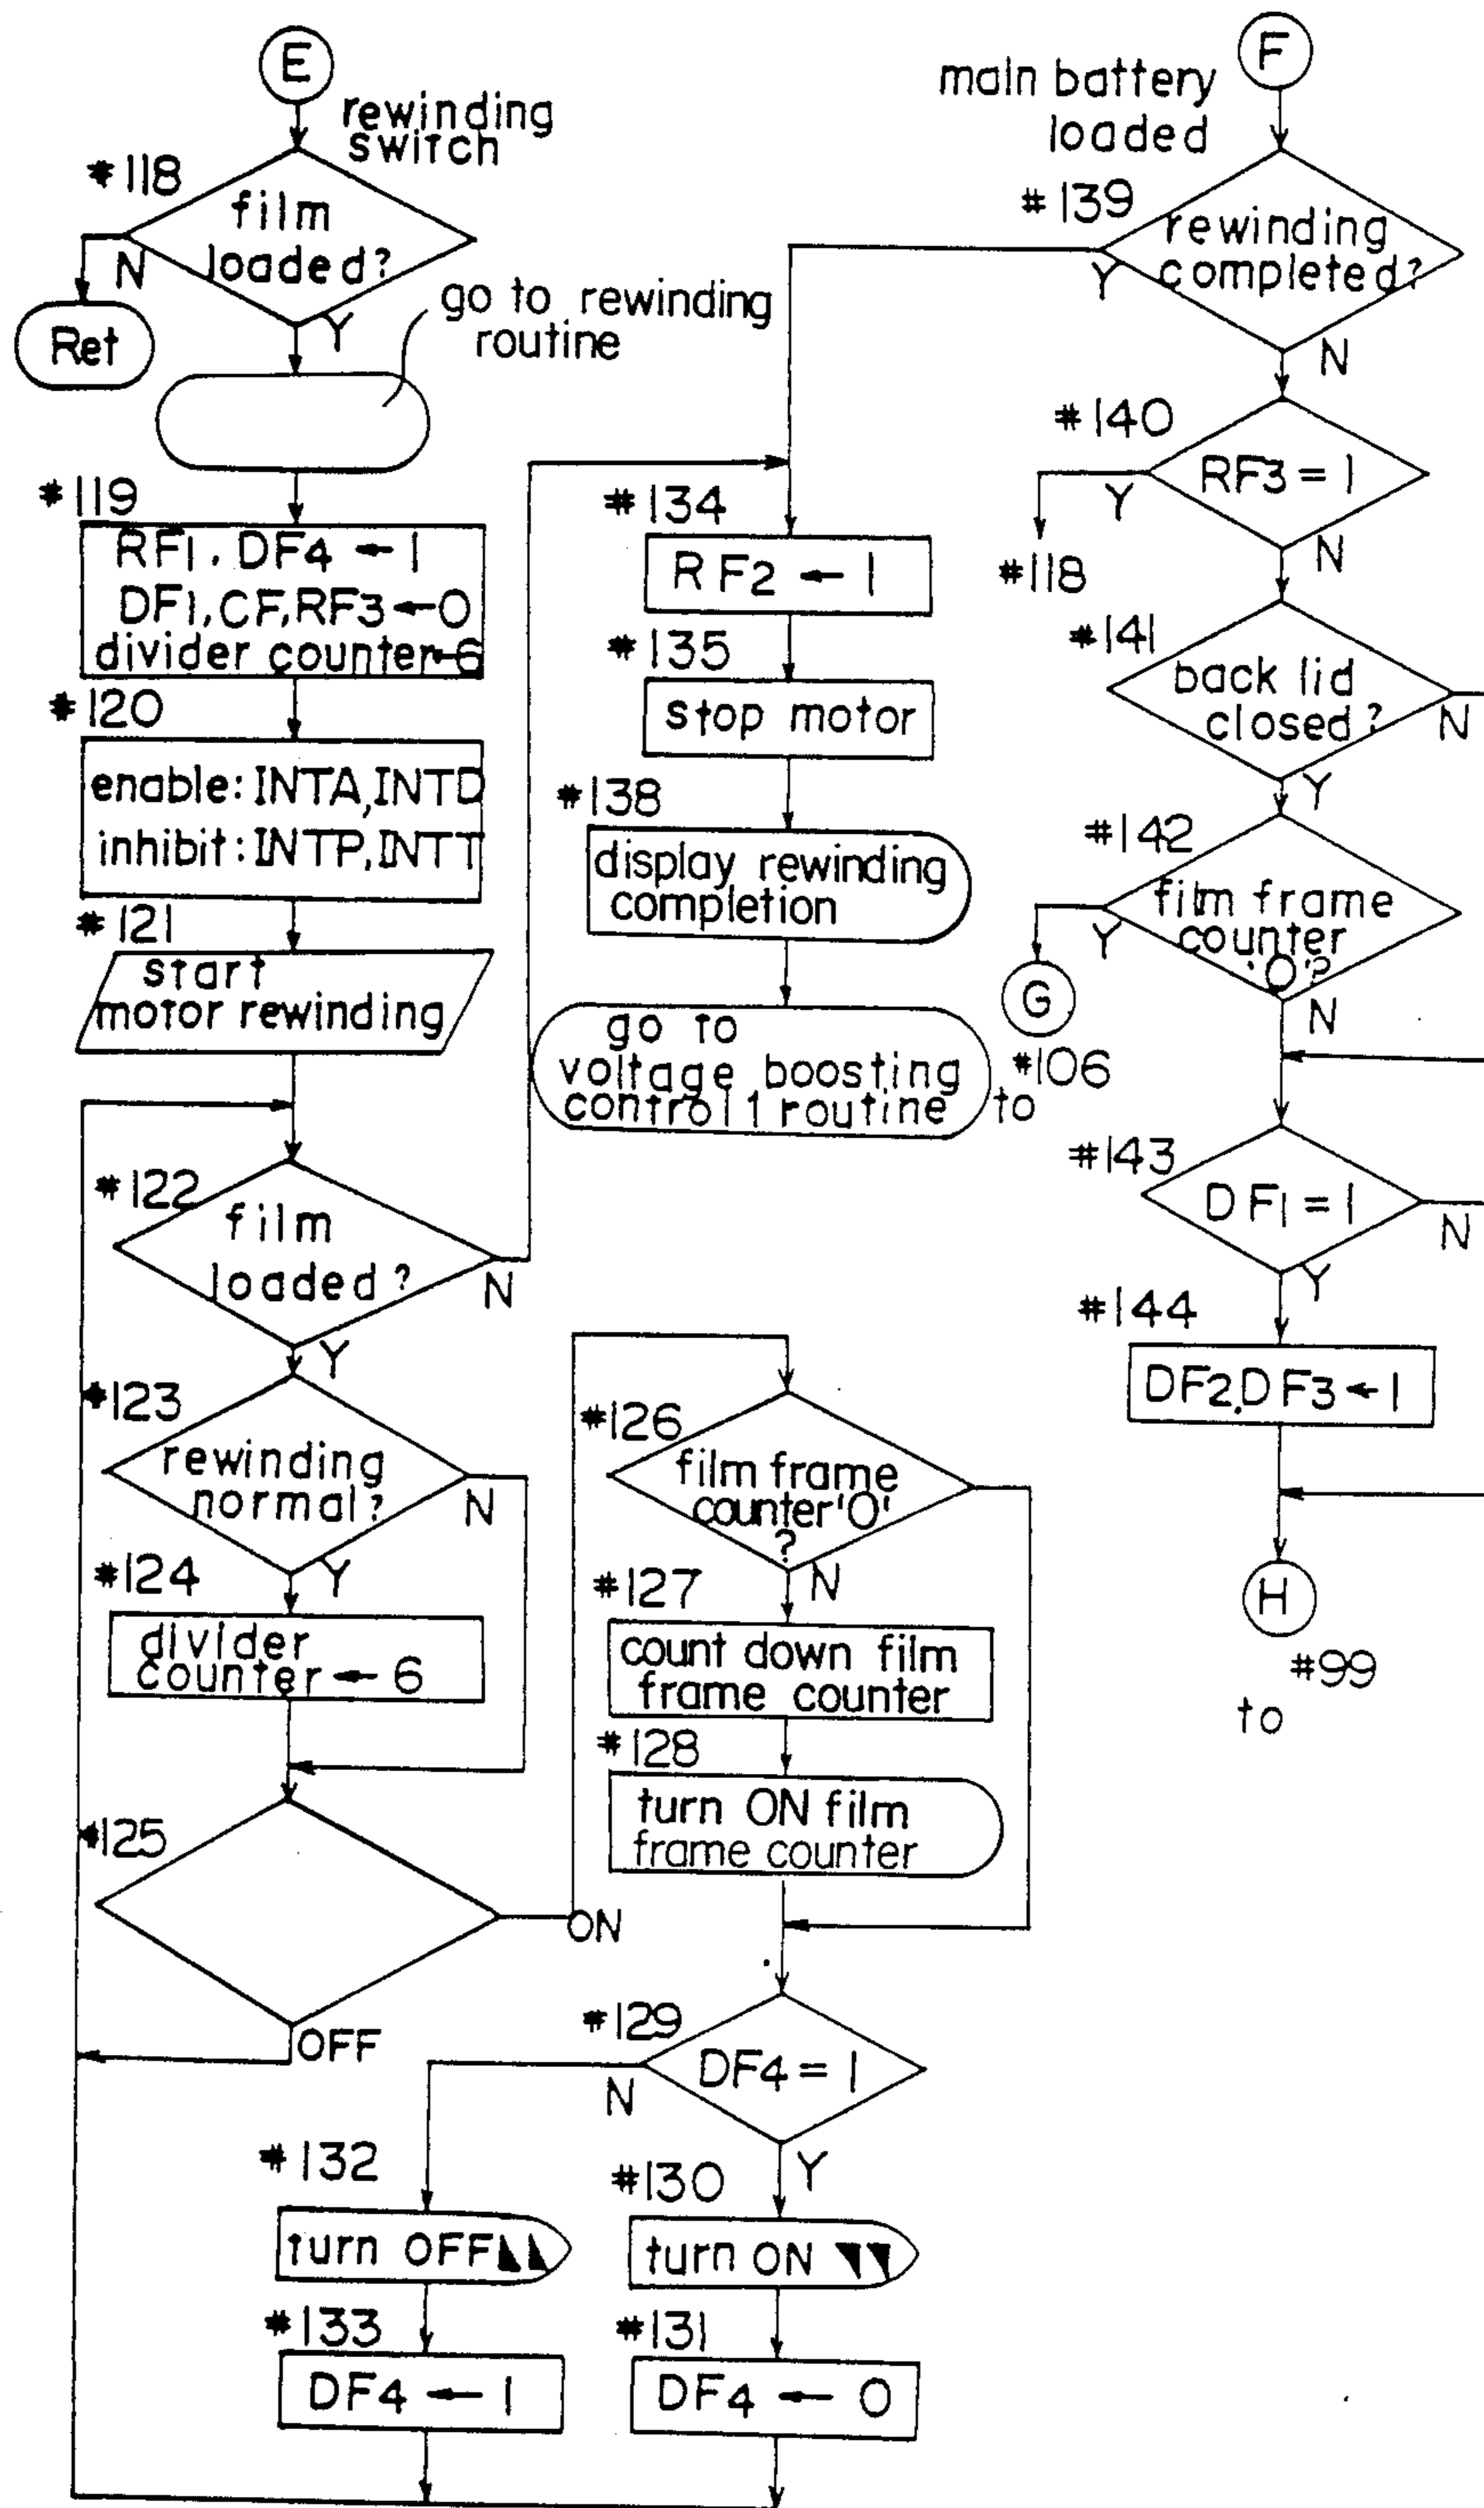 E
rewinding
switch
*118
film
loaded?
N
Ret
Y
go to rewinding
routine
*119
RF1, DF4 ← 1
DF1, CF, RF3 ← 0
divider counter←6
*120
enable: INTA, INTD
inhibit: INTP, INTT
*121
start
motor rewinding
*122
film
loaded?
N
Y
*123
rewinding
normal?
N
Y
*124
divider
counter ← 6
*125
ON
OFF
#134
RF2 ← 1
*135
stop motor
*138
display rewinding
completion
go to
voltage boosting
control 1 routine
*126
film frame
counter'0'
?
N
#127
count down film
frame counter
*128
turn ON film
frame counter
*129
DF4 = 1
N
Y
*132
turn OFF
*133
DF4 ← 1
#130
turn ON
*131
DF4 ← 0
F
main battery
loaded
#139
rewinding
completed?
Y
N
#140
RF3 = 1
Y
#118
N
*141
back lid
closed?
N
Y
#142
film frame
counter
'0'?
Y
G
*106
to
N
#143
DF1 = 1
N
Y
#144
DF2, DF3 ← 1
H
#99
to